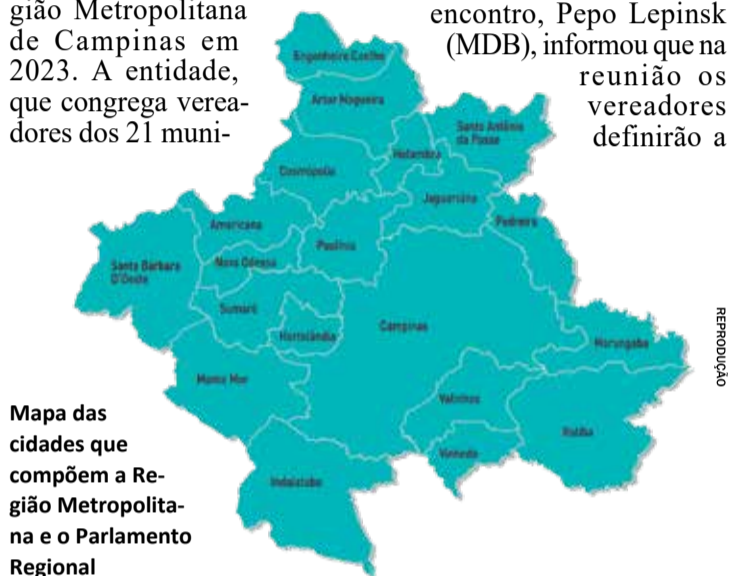 gião Metropolitana
de Campinas em
2023. A entidade,
que congrega verea-
dores dos 21 muni-
encontro, Pepo Lepinsk
(MDB), informou que na
reunião os
vereadores
definirão a
Engenheiro Coelho
Artur Nogueira
Santo Antônio
da Posse
Holambra
Cosmópolis
Jaguariúna
Pedreira
Americana
Paulínia
Nova Odessa
Santa Bárbara
D'Oeste
Sumaré
Hortolândia
Campinas
Morungaba
Monte Mor
Valinhos
Itatiba
Vinhedo
Indaiatuba
REPRODUÇÃO
Mapa das
cidades que
compõem a Re-
gião Metropolita-
na e o Parlamento
Regional